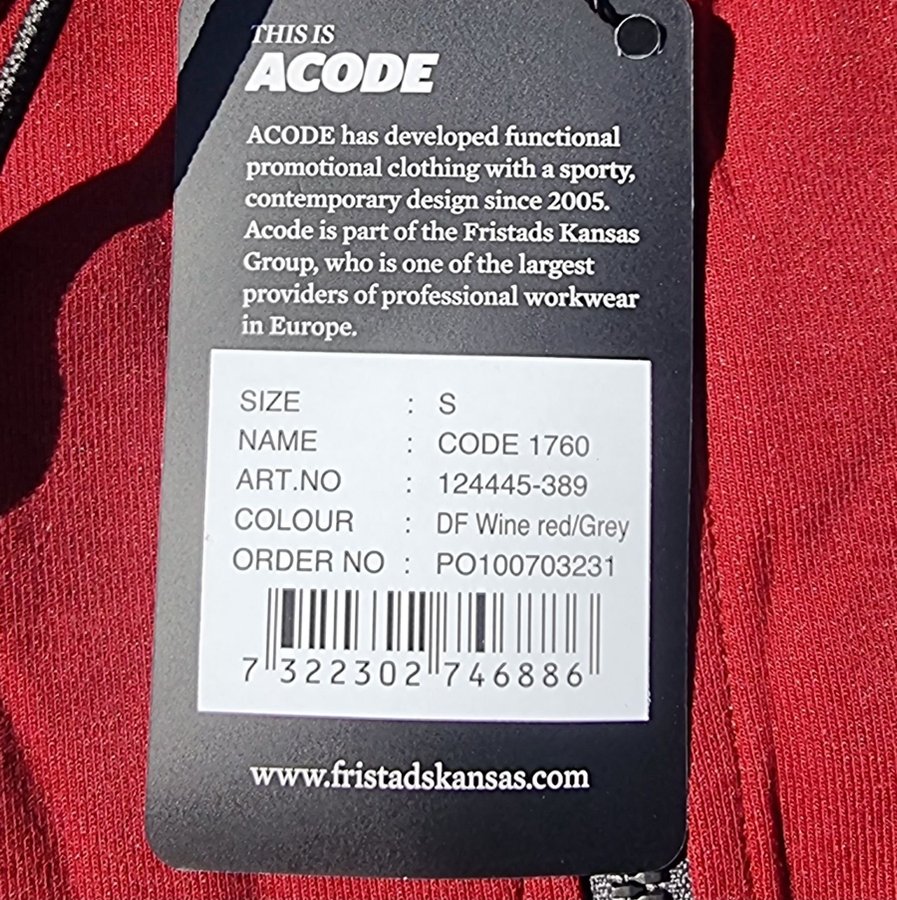 THIS IS
ACODE
ACODE has developed functional
promotional clothing with a sporty,
contemporary design since 2005.
Acode is part of the Fristads Kansas
Group, who is one of the largest
providers of professional workwear
in Europe.
SIZE : S
NAME : CODE 1760
ART.NO : 124445-389
COLOUR : DF Wine red/Grey
ORDER NO : PO100703231
7 322302 746886
www.fristadskansas.com